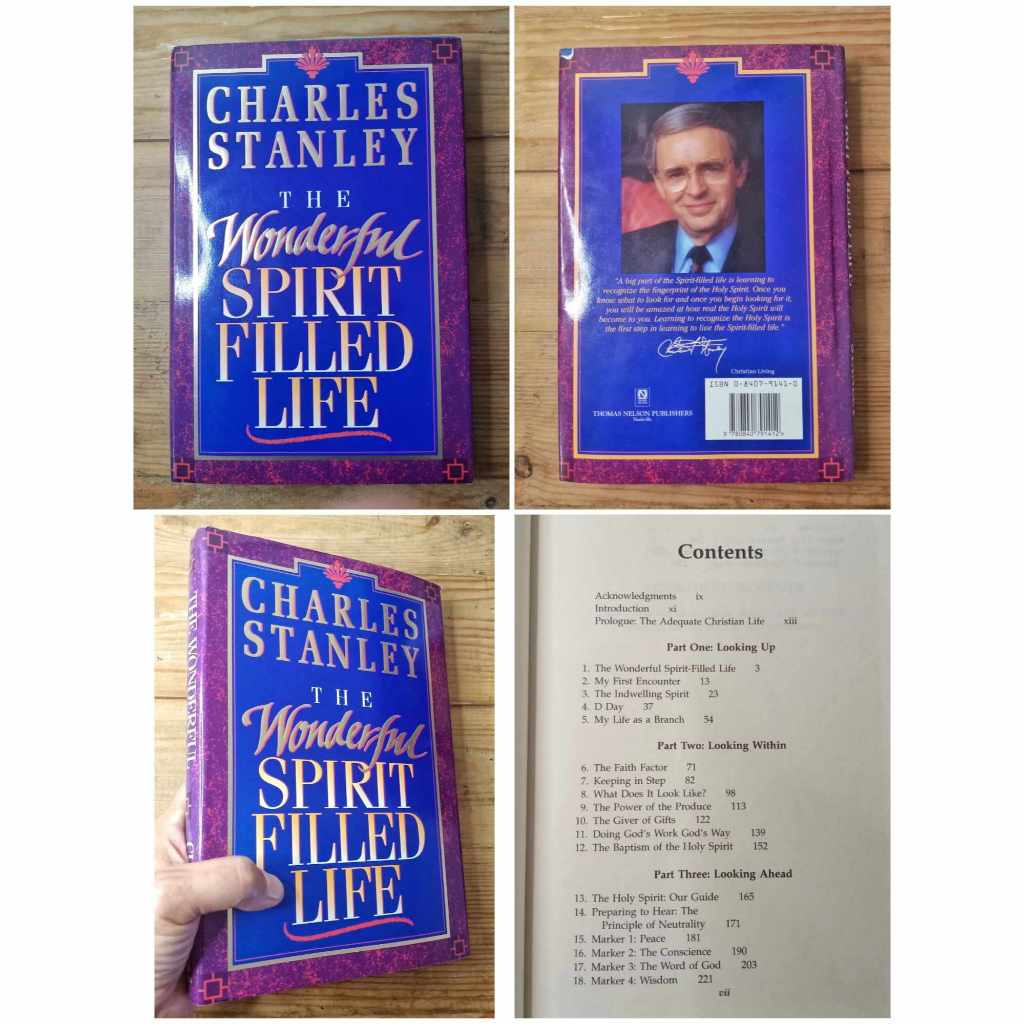 CHARLES
STANLEY
THE
Wonderful
SPIRIT
FILLED
LIFE
"A big part of the Spirit-filled life is learning to
recognize the fingerprint of the Holy Spirit. Once you
know what to look for and once you begin looking for it,
you will be amazed at how real the Holy Spirit will
become to you. Learning to recognize the Holy Spirit is
the first step in learning to live the Spirit-filled life."
Christian Living
ISBN 0-8407-9141-0
THOMAS NELSON PUBLISHERS
Nashville
9 780840 791412
THE WONDERFUL
CHARLES
STANLEY
THE
Wonderful
SPIRIT
FILLED
LIFE
Contents
Acknowledgments ix
Introduction xi
Prologue: The Adequate Christian Life xiii
Part One: Looking Up
1. The Wonderful Spirit-Filled Life 3
2. My First Encounter 13
3. The Indwelling Spirit 23
4. D Day 37
5. My Life as a Branch 54
Part Two: Looking Within
6. The Faith Factor 71
7. Keeping in Step 82
8. What Does It Look Like? 98
9. The Power of the Produce 113
10. The Giver of Gifts 122
11. Doing God's Work God's Way 139
12. The Baptism of the Holy Spirit 152
Part Three: Looking Ahead
13. The Holy Spirit: Our Guide 165
14. Preparing to Hear: The
Principle of Neutrality 171
15. Marker 1: Peace 181
16. Marker 2: The Conscience 190
17. Marker 3: The Word of God 203
18. Marker 4: Wisdom 221
vii